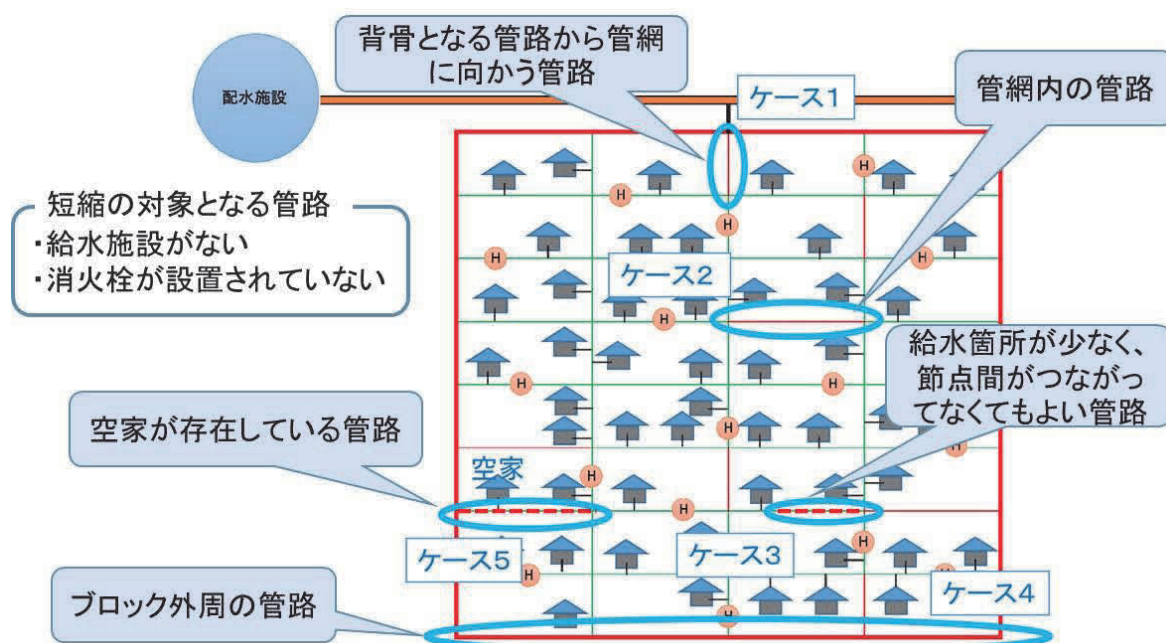 背骨となる管路から管網
に向かう管路
配水施設
ケース1
管網内の管路
短縮の対象となる管路
・給水施設がない
・消火栓が設置されていない
H
H
H
H
H
ケース2
H
給水箇所が少なく、
節点間がつながっ
てなくてもよい管路
H
H
空家が存在している管路
H
H
空家
H
H
ケース5
ケース3
H
H
H
ケース4
ブロック外周の管路
H